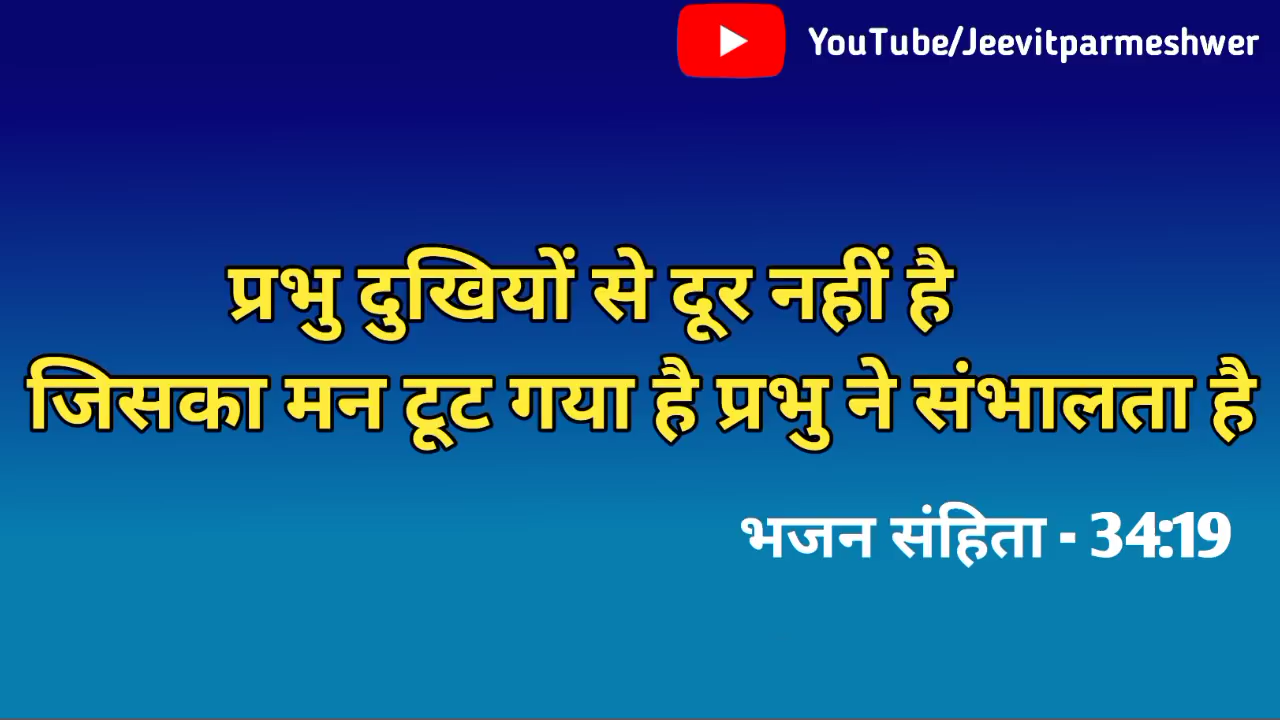 YouTube/Jeevitparmeshwer
प्रभु दुखियों से दूर नहीं है
जिसका मन टूट गया है प्रभु ने संभालता है
भजन संहिता - 34:19